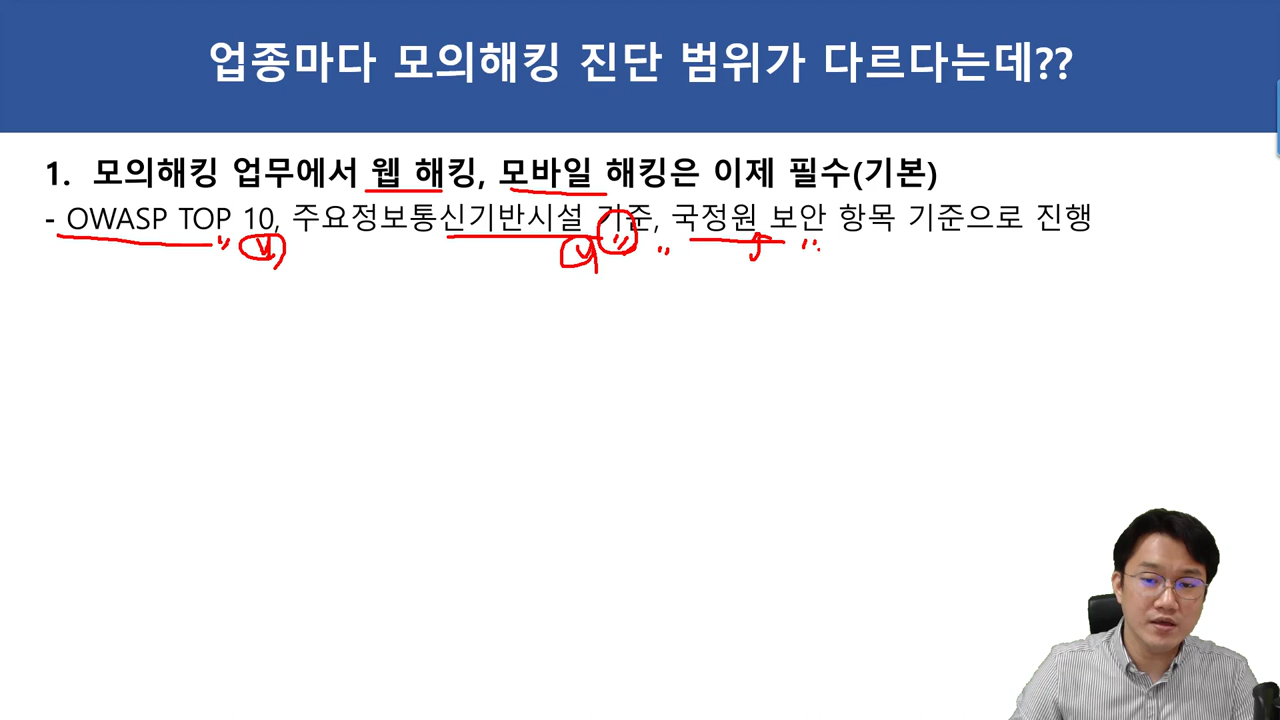 업종마다 모의해킹 진단 범위가 다르다는데??
1. 모의해킹 업무에서 웹 해킹, 모바일 해킹은 이제 필수(기본)
- OWASP TOP 10, 주요정보통신기반시설 기준, 국정원 보안 항목 기준으로 진행